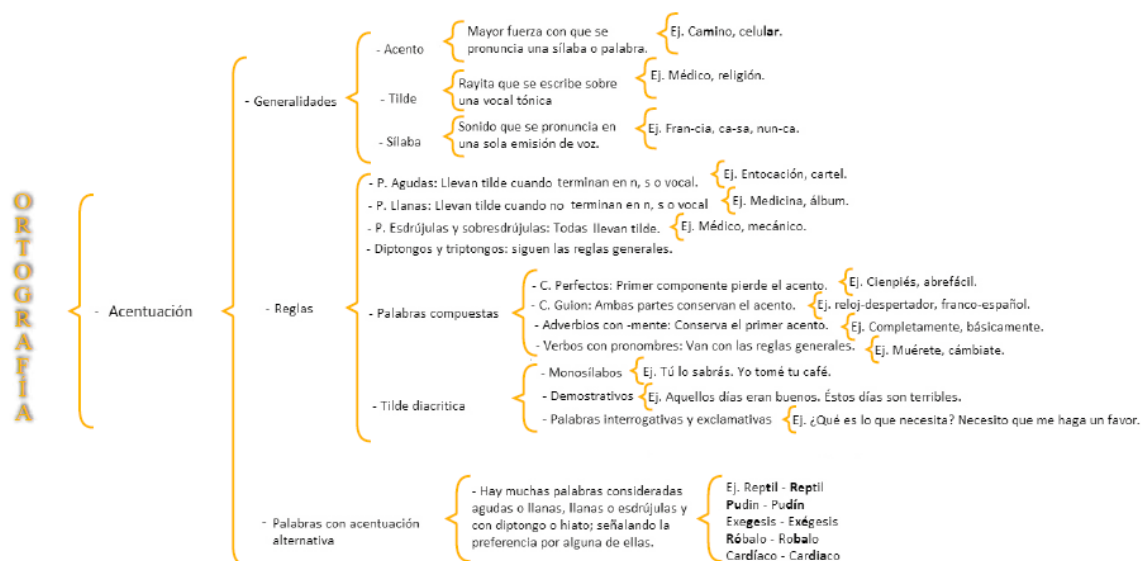 ORTOGRAFÍA
- Acentuación
- Generalidades
- Acento
Mayor fuerza con que se
pronuncia una sílaba o palabra.
Ej. Camino, celular.
- Tilde
Rayita que se escribe sobre
una vocal tónica
Ej. Médico, religión.
- Sílaba
Sonido que se pronuncia en
una sola emisión de voz.
Ej. Fran-cia, ca-sa, nun-ca.
- Reglas
- P. Agudas: Llevan tilde cuando terminan en n, s o vocal.
Ej. Entocación, cartel.
- P. Llanas: Llevan tilde cuando no terminan en n, s o vocal
Ej. Medicina, álbum.
- P. Esdrújulas y sobresdrújulas: Todas llevan tilde.
Ej. Médico, mecánico.
- Diptongos y triptongos: siguen las reglas generales.
- Palabras compuestas
- C. Perfectos: Primer componente pierde el acento.
Ej. Cienpiés, abrefácil.
- C. Guion: Ambas partes conservan el acento.
Ej. reloj-despertador, franco-español.
- Adverbios con -mente: Conserva el primer acento.
Ej. Completamente, básicamente.
- Verbos con pronombres: Van con las reglas generales.
Ej. Muérete, cámbiate.
- Tilde diacritica
- Monosílabos
Ej. Tú lo sabrás. Yo tomé tu café.
- Demostrativos
Ej. Aquellos días eran buenos. Éstos días son terribles.
- Palabras interrogativas y exclamativas
Ej. ¿Qué es lo que necesita? Necesito que me haga un favor.
- Palabras con acentuación
alternativa
- Hay muchas palabras consideradas
agudas o llanas, llanas o esdrújulas y
con diptongo o hiato; señalando la
preferencia por alguna de ellas.
Ej. Reptil - Reptil
Pudin - Pudín
Exegesis - Exégesis
Róbalo - Robalo
Cardíaco - Cardiaco